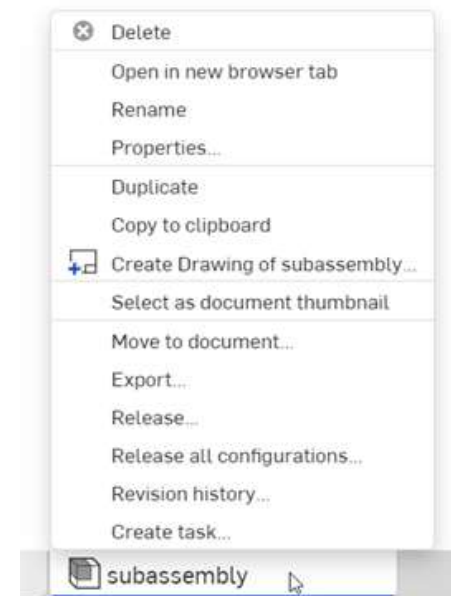 Delete
Open in new browser tab
Rename
Properties...
Duplicate
Copy to clipboard
Create Drawing of subassembly...
Select as document thumbnail
Move to document...
Export...
Release...
Release all configurations...
Revision history...
Create task...
subassembly